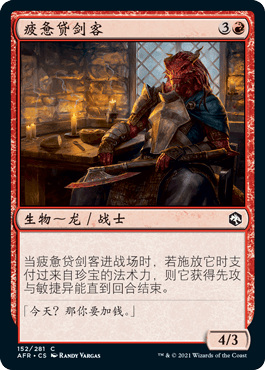 疲惫贷剑客 3
生物～龙／战士
当疲惫贷剑客进战场时，若施放它时支
付过来自珍宝的法术力，则它获得先攻
与敏捷异能直到回合结束。
「今天？那你要加钱。」
4/3
152/281 C
AFR • CS RANDY VARGAS
™ & © 2021 Wizards of the Coast